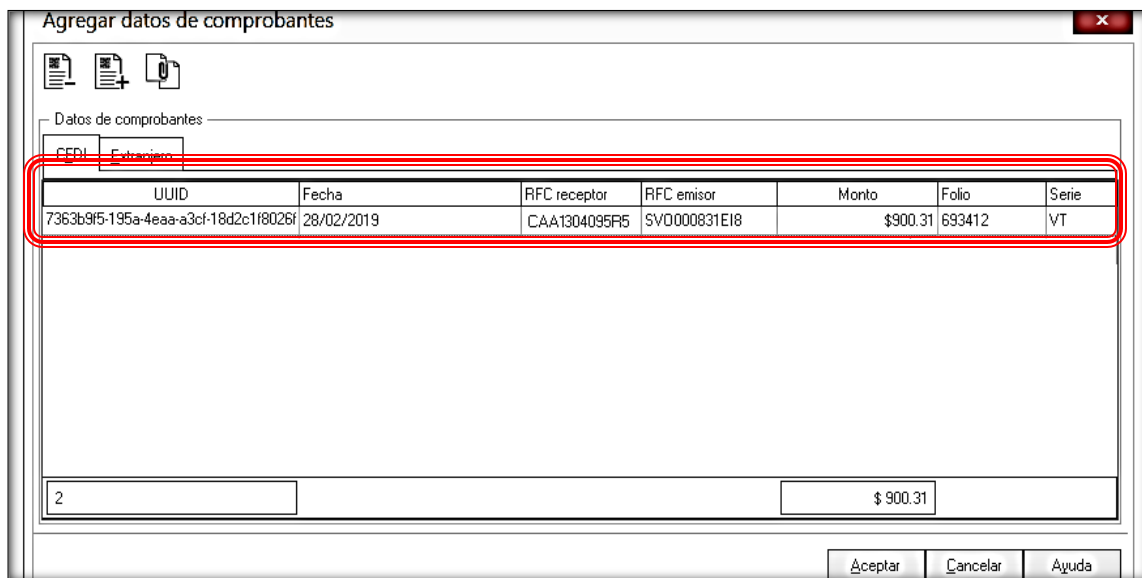 Agregar datos de comprobantes
x
Datos de comprobantes
CFDI Extranjero
UUID Fecha RFC receptor RFC emisor Monto Folio Serie
7363b9f5-195a-4eaa-a3cf-18d2c1f8026f 28/02/2019 CAA1304095R5 SVO000831EI8 $900.31 693412 VT
2 $ 900.31
Aceptar Cancelar Ayuda